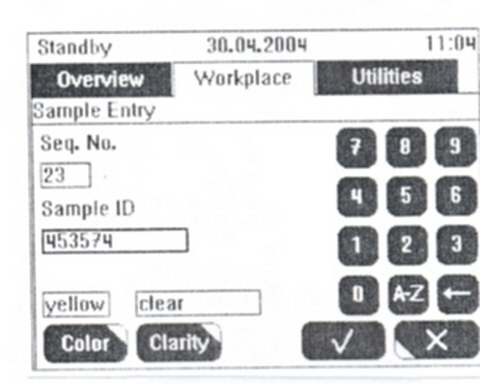 Standby 30.04.2004 11:04
Overview Workplace Utilities
Sample Entry
Seq. No.
23
Sample ID
453574
7 8 9
4 5 6
1 2 3
0 A-Z ←
yellow clear
Color Clarity ✓ ✕